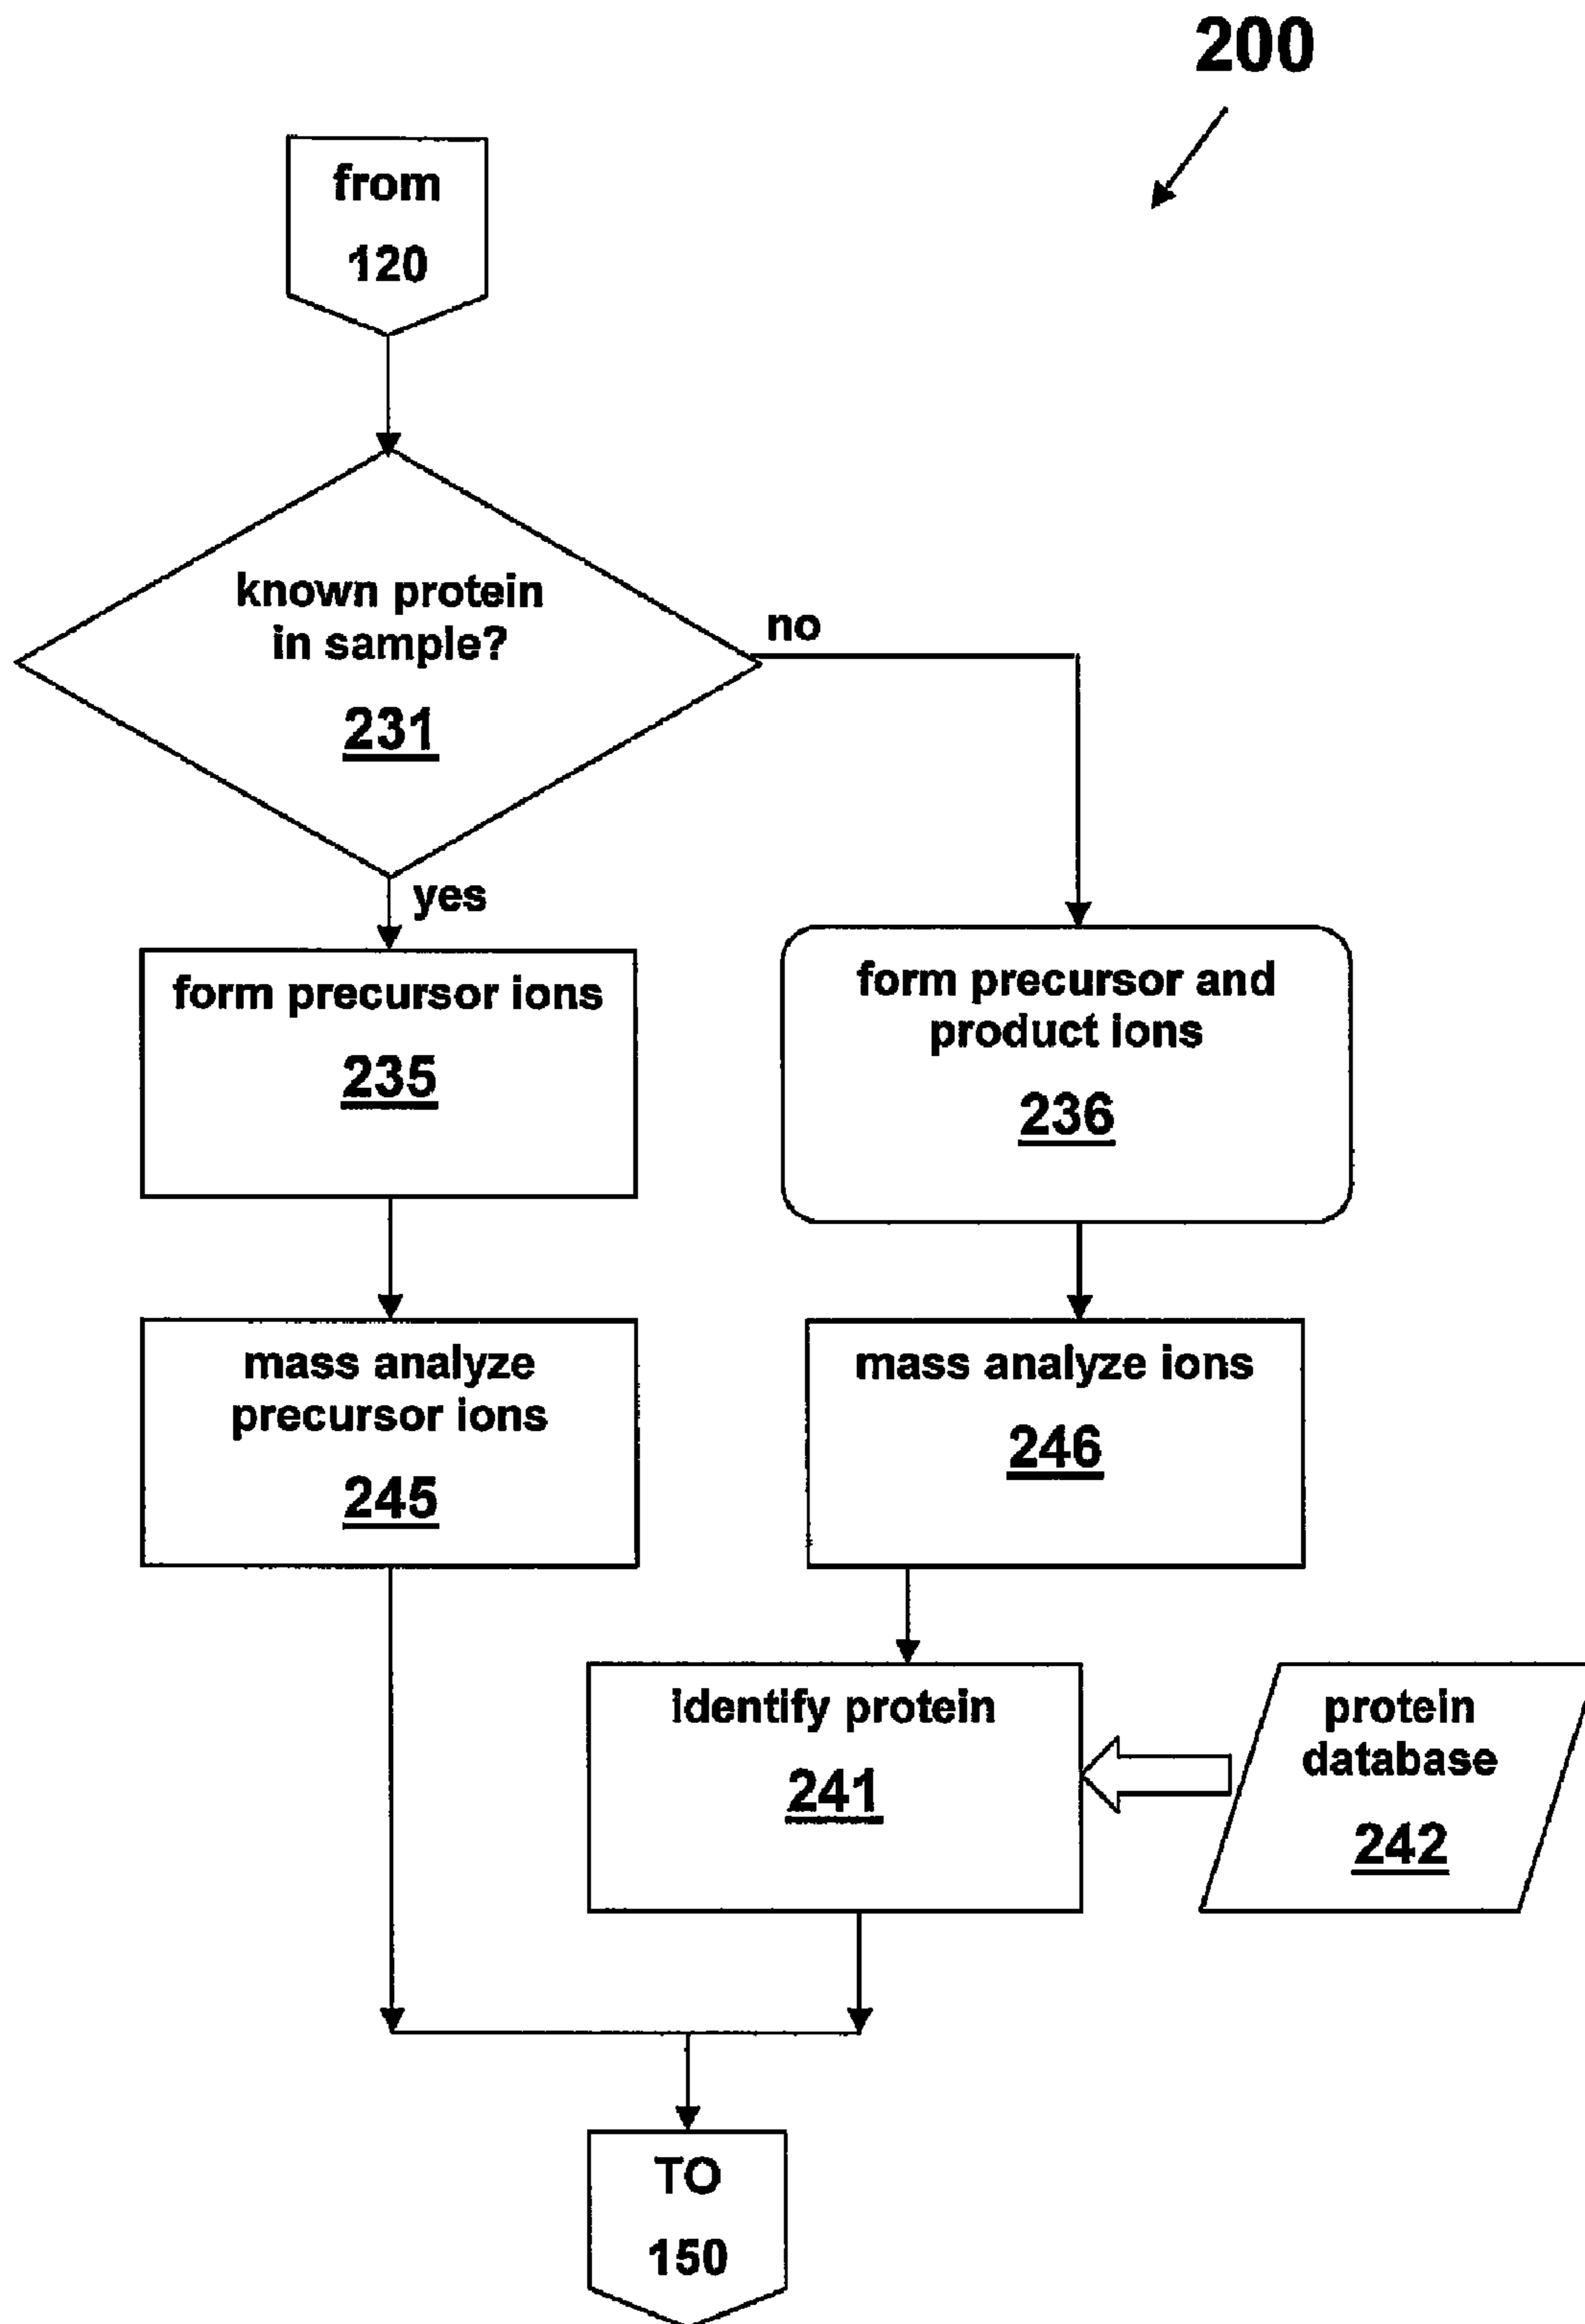 200
from
120
known protein
in sample?
231
no
yes
form precursor ions
235
form precursor and
product ions
236
mass analyze
precursor ions
245
mass analyze ions
246
identify protein
241
protein
database
242
TO
150